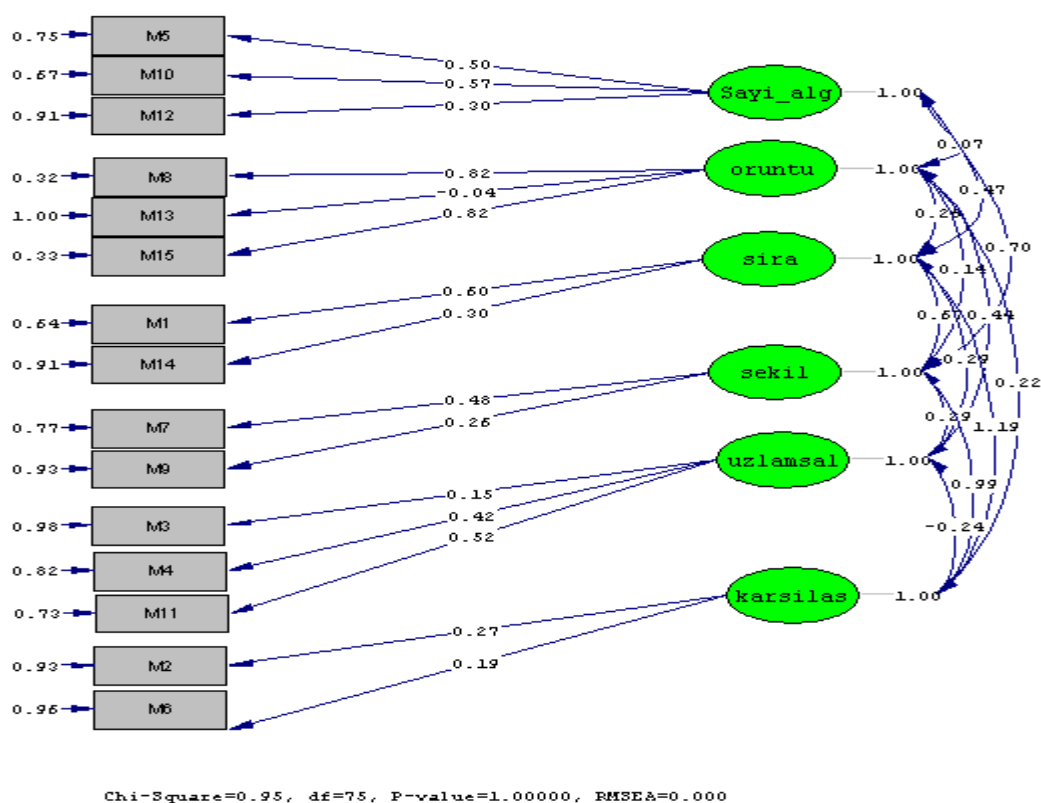 0.75 M5
0.50
0.67 M10
0.57
Sayi_alg 1.00
0.91 M12
0.30
0.07
0.32 M8
0.82
oruntu 1.00
-0.04
0.47
1.00 M13
0.82
0.26
0.33 M15
0.70
sira 1.00
0.14
0.60
0.67
0.44
0.64 M1
0.30
0.29
0.91 M14
sekil 1.00
0.22
0.48
0.29
1.19
0.77 M7
0.26
0.93 M9
uzlamsal 1.00
0.15
0.99
0.98 M3
0.42
-0.24
0.52
0.82 M4
karsilas 1.00
0.73 M11
0.27
0.93 M2
0.19
0.96 M6
Chi-Square=0.95, df=75, P-value=1.00000, RMSEA=0.000